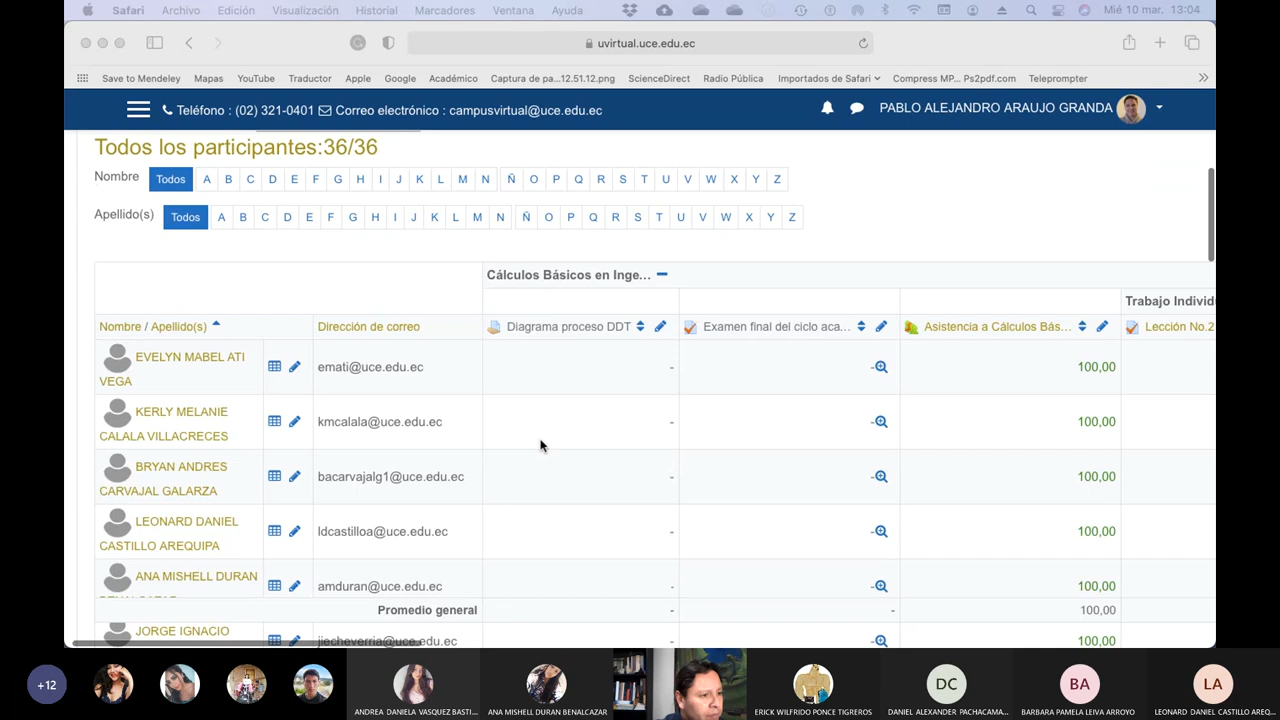 Safari Archivo Edición Visualización Historial Marcadores Ventana Ayuda Mié 10 mar. 13:04
uvirtual.uce.edu.ec
Save to Mendeley Mapas YouTube Traductor Apple Google Académico Captura de pa...12.51.12.png ScienceDirect Radio Pública Importados de Safari Compress MP... Ps2pdf.com Teleprompter
Teléfono : (02) 321-0401 Correo electrónico : campusvirtual@uce.edu.ec PABLO ALEJANDRO ARAUJO GRANDA
Todos los participantes:36/36
Nombre Todos A B C D E F G H I J K L M N Ñ O P Q R S T U V W X Y Z
Apellido(s) Todos A B C D E F G H I J K L M N Ñ O P Q R S T U V W X Y Z
Cálculos Básicos en Inge...
Trabajo Individu
Nombre / Apellido(s) Dirección de correo Diagrama proceso DDT Examen final del ciclo aca... Asistencia a Cálculos Bás... Lección No.2
EVELYN MABEL ATI
VEGA emati@uce.edu.ec - - 100,00
KERLY MELANIE
CALALA VILLACRECES kmcalala@uce.edu.ec - - 100,00
BRYAN ANDRES
CARVAJAL GALARZA bacarvajalg1@uce.edu.ec - - 100,00
LEONARD DANIEL
CASTILLO AREQUIPA ldcastilloa@uce.edu.ec - - 100,00
ANA MISHELL DURAN
amduran@uce.edu.ec - - 100,00
Promedio general - - 100,00
JORGE IGNACIO
jiecheverria@uce.edu.ec - - 100,00
+12 DC BA LA
ANDREA DANIELA VASQUEZ BASTI... ANA MISHELL DURAN BENALCAZAR ERICK WILFRIDO PONCE TIGREROS DANIEL ALEXANDER PACHACAMA... BARBARA PAMELA LEIVA ARROYO LEONARD DANIEL CASTILLO AREQ...